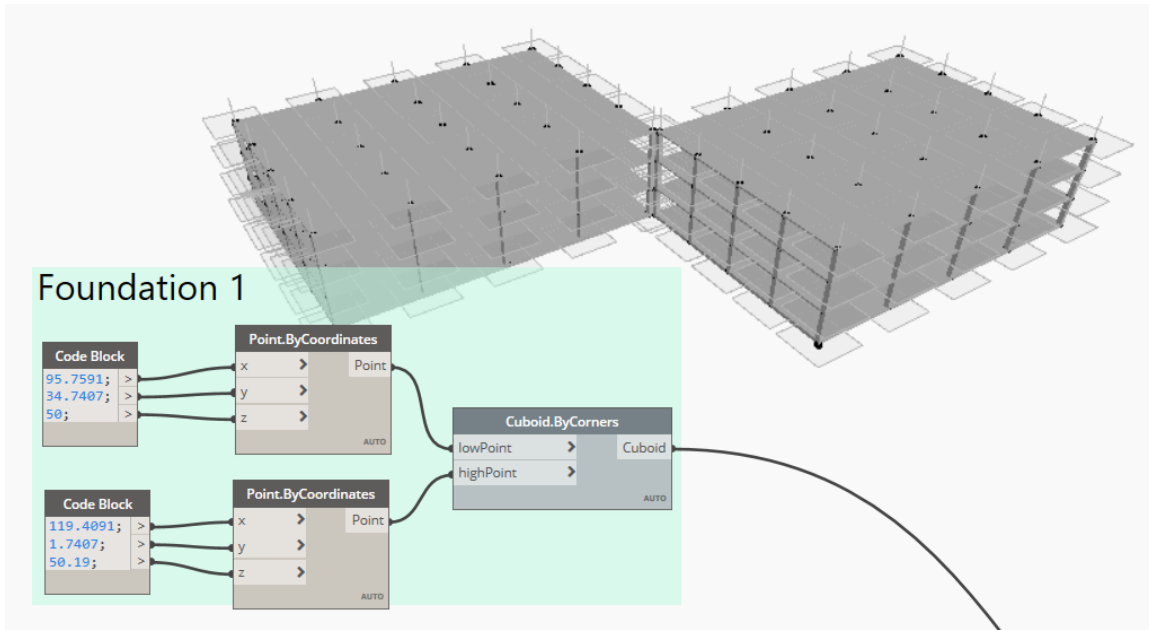 Foundation 1
Code Block
95.7591; >
34.7407; >
50; >
Point.ByCoordinates
x > Point
y >
z >
AUTO
Cuboid.ByCorners
lowPoint > Cuboid
highPoint >
AUTO
Code Block
119.4091; >
1.7407; >
50.19; >
Point.ByCoordinates
x > Point
y >
z >
AUTO